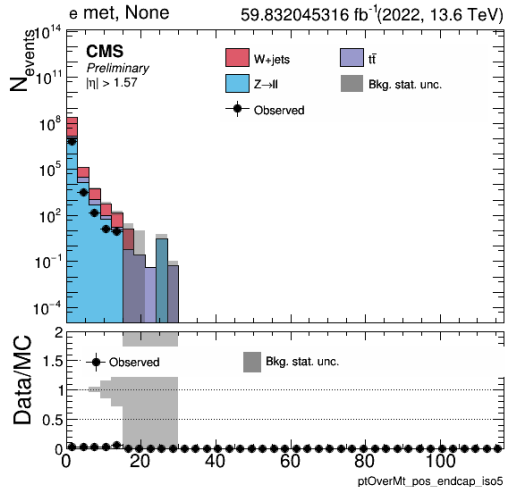 e met, None 59.832045316 fb⁻¹(2022, 13.6 TeV)
N_events
10¹⁴
10¹¹
10⁸
10⁵
10²
10⁻¹
10⁻⁴
CMS
Preliminary
|η| > 1.57
W+jets
tt̄
Z→ll
Bkg. stat. unc.
Observed
Data/MC
2
1.5
1
0.5
0
Observed
Bkg. stat. unc.
0 20 40 60 80 100
ptOverMt_pos_endcap_iso5